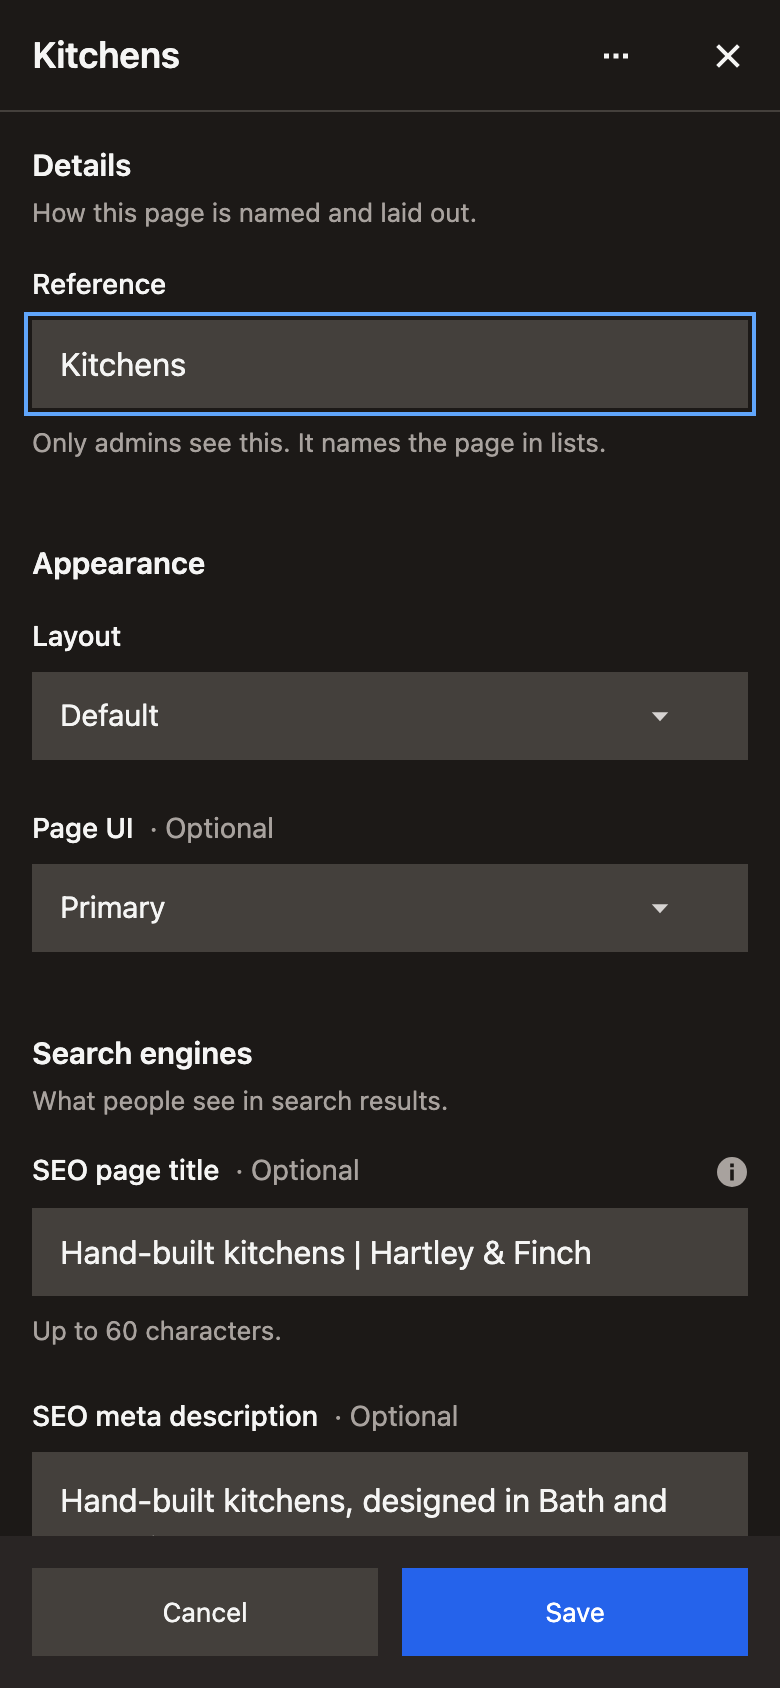 Kitchens
Details
How this page is named and laid out.
Reference
Kitchens
Only admins see this. It names the page in lists.
Appearance
Layout
Default
Page UI · Optional
Primary
Search engines
What people see in search results.
SEO page title · Optional
Hand-built kitchens | Hartley & Finch
Up to 60 characters.
SEO meta description · Optional
Hand-built kitchens, designed in Bath and
Cancel
Save